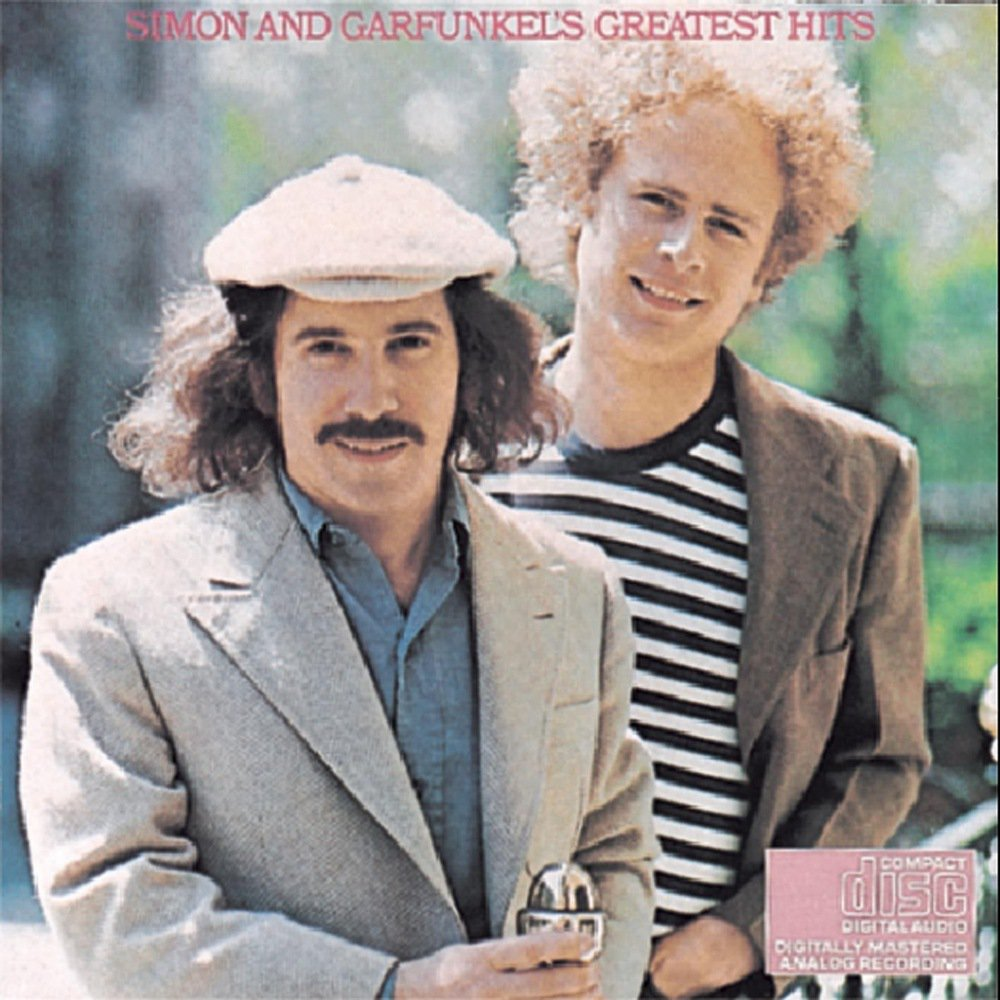 SIMON AND GARFUNKEL'S GREATEST HITS
COMPACT
disc
DIGITAL AUDIO
DIGITALLY MASTERED
ANALOG RECORDING